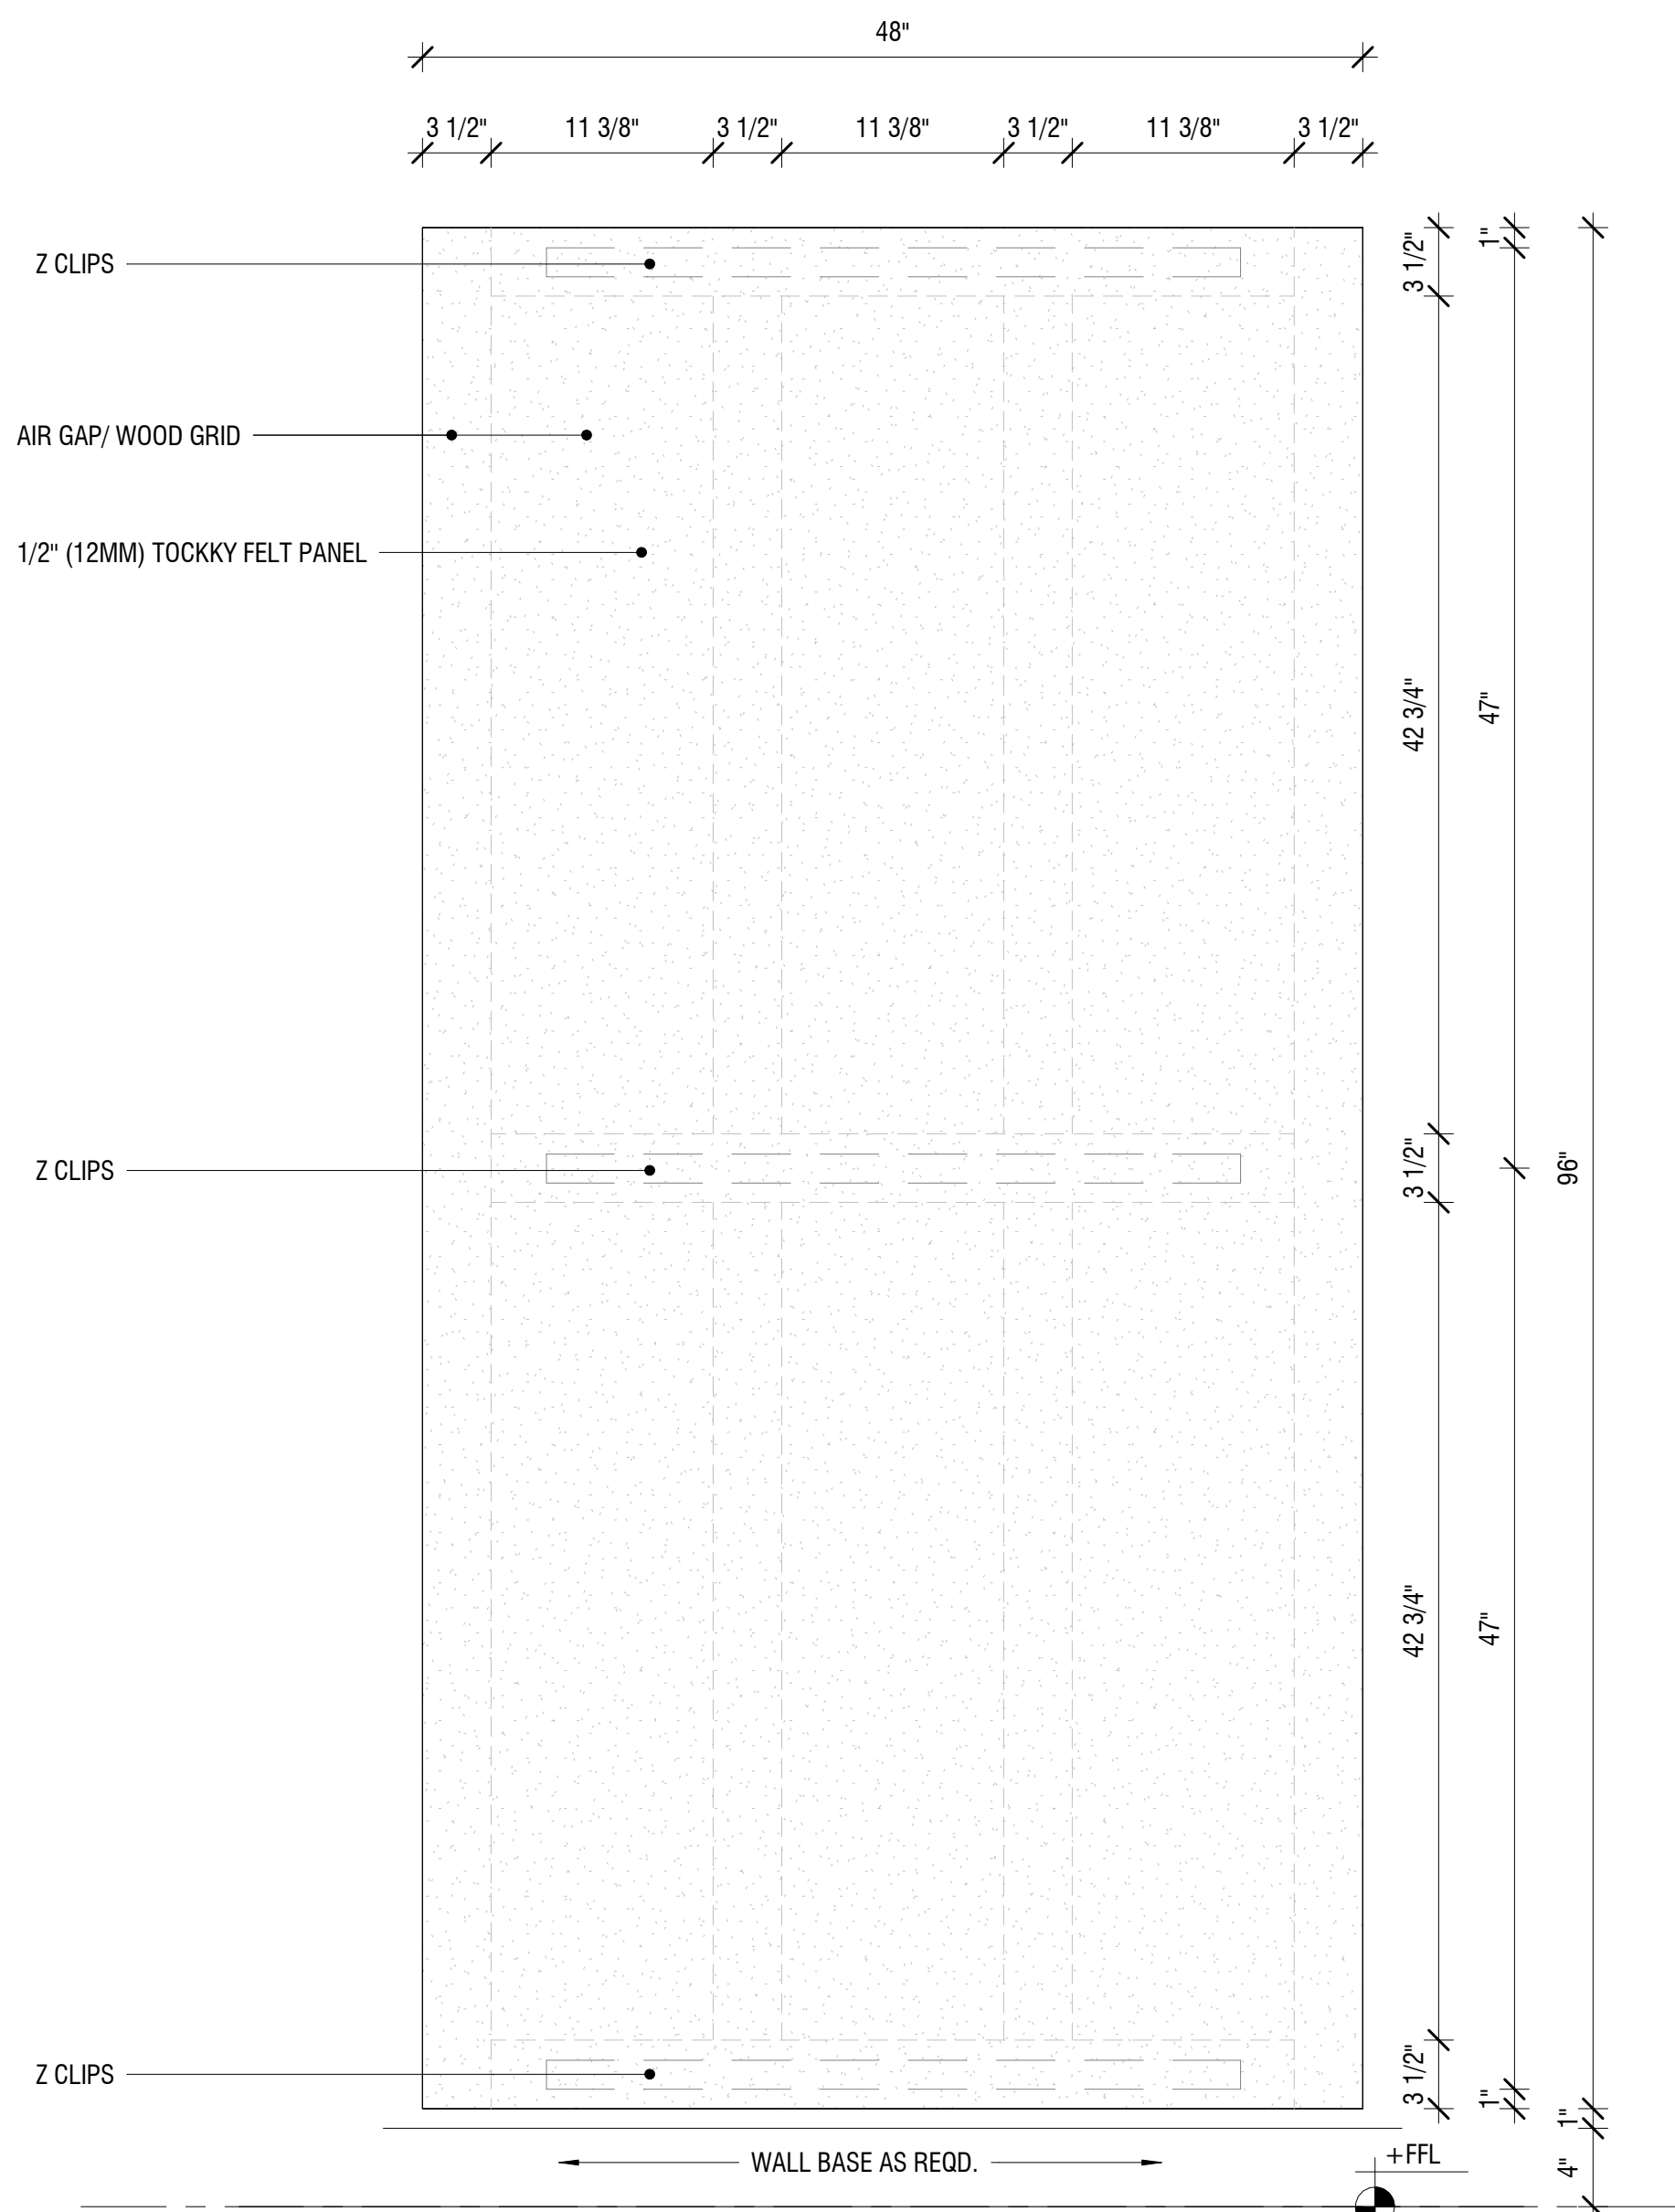 48"
3 1/2" 11 3/8" 3 1/2" 11 3/8" 3 1/2" 11 3/8" 3 1/2"
Z CLIPS
3 1/2"
1"
AIR GAP/ WOOD GRID
1/2" (12MM) TOCKKY FELT PANEL
42 3/4"
47"
Z CLIPS
3 1/2"
96"
42 3/4"
47"
Z CLIPS
3 1/2"
1"
1"
WALL BASE AS REQD.
+FFL
4"